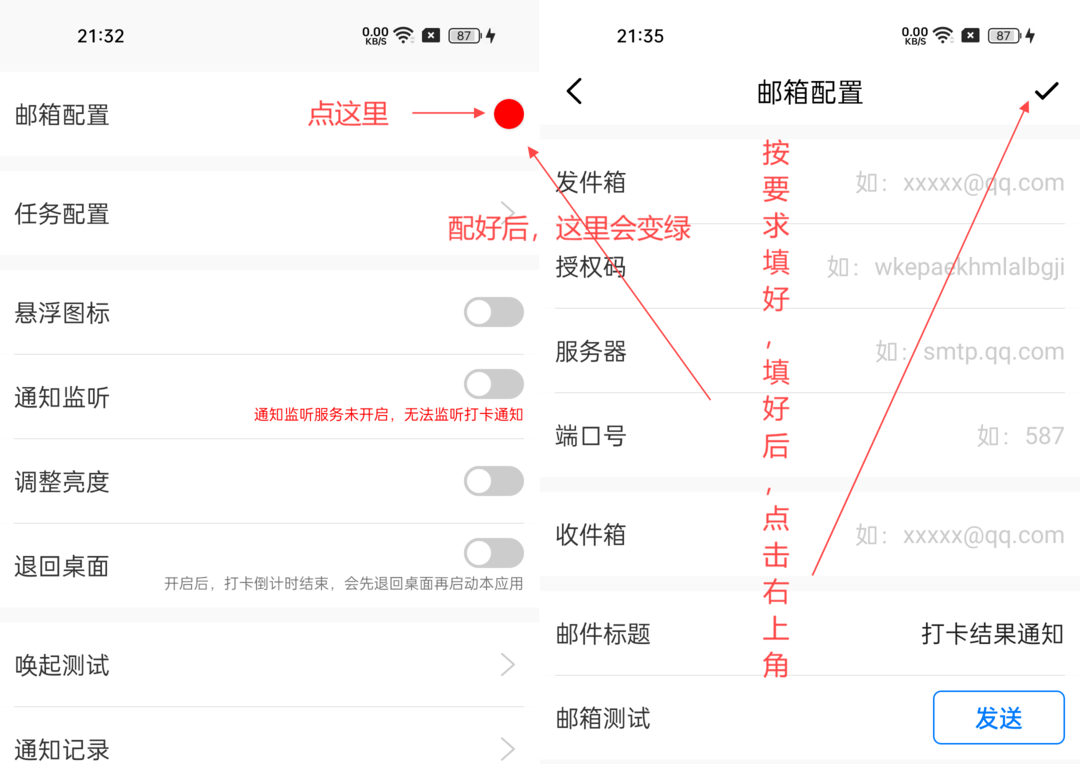 21:32
0.00
KB/S
87
邮箱配置
点这里
任务配置
配好后，这里会变绿
悬浮图标
通知监听
通知监听服务未开启，无法监听打卡通知
调整亮度
退回桌面
开启后，打卡倒计时结束，会先退回桌面再启动本应用
唤起测试
通知记录
21:35
0.00
KB/S
87
邮箱配置
发件箱
如：xxxxx@qq.com
授权码
如：wkepaekhmlalbgji
服务器
如：smtp.qq.com
端口号
如：587
收件箱
如：xxxxx@qq.com
邮件标题
打卡结果通知
邮箱测试
发送
按要求填好，填好后，点击右上角